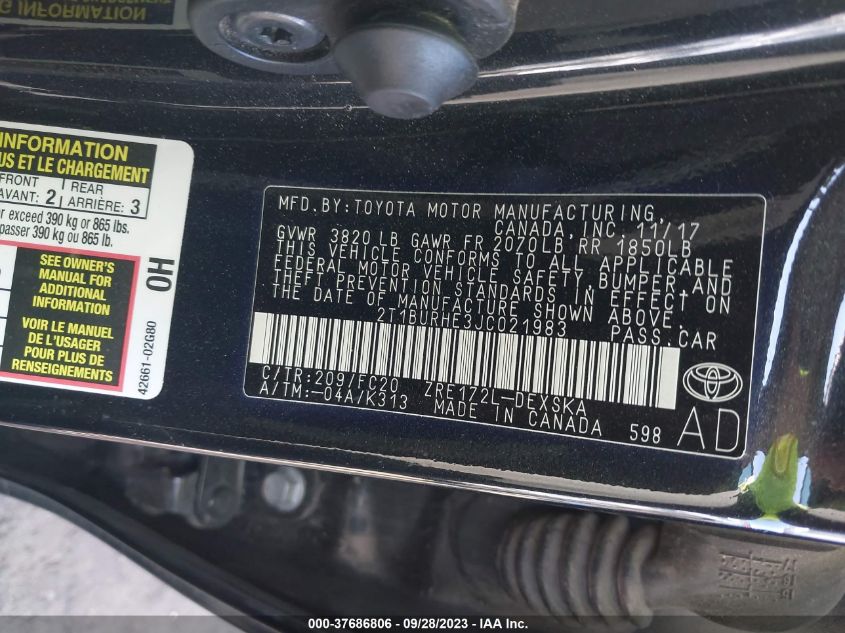 G INFORMATION
INFORMATION
US ET LE CHARGEMENT
FRONT
AVANT: 2
REAR
ARRIÈRE: 3
r exceed 390 kg or 865 lbs.
passer 390 kg ou 865 lb.
SEE OWNER'S
MANUAL FOR
ADDITIONAL
INFORMATION
VOIR LE MANUEL
DE L'USAGER
POUR PLUS DE
RENSEIGNEMENTS
OH
42661-02G80
MFD.BY:TOYOTA MOTOR MANUFACTURING,
CANADA, INC. 11/17
GVWR 3820 LB GAWR FR 2070LB, RR 1850LB
THIS VEHICLE CONFORMS TO ALL APPLICABLE
FEDERAL MOTOR VEHICLE SAFETY, BUMPER, AND
THEFT PREVENTION STANDARDS IN EFFECT ON
THE DATE OF MANUFACTURE SHOWN ABOVE.
2T1BURHE3JC021983 PASS.CAR
C/TR:209/FC20 ZRE172L-DEXSKA
A/TM:-04A/K313 MADE IN CANADA 598
AD
000-37686806 - 09/28/2023 - IAA Inc.